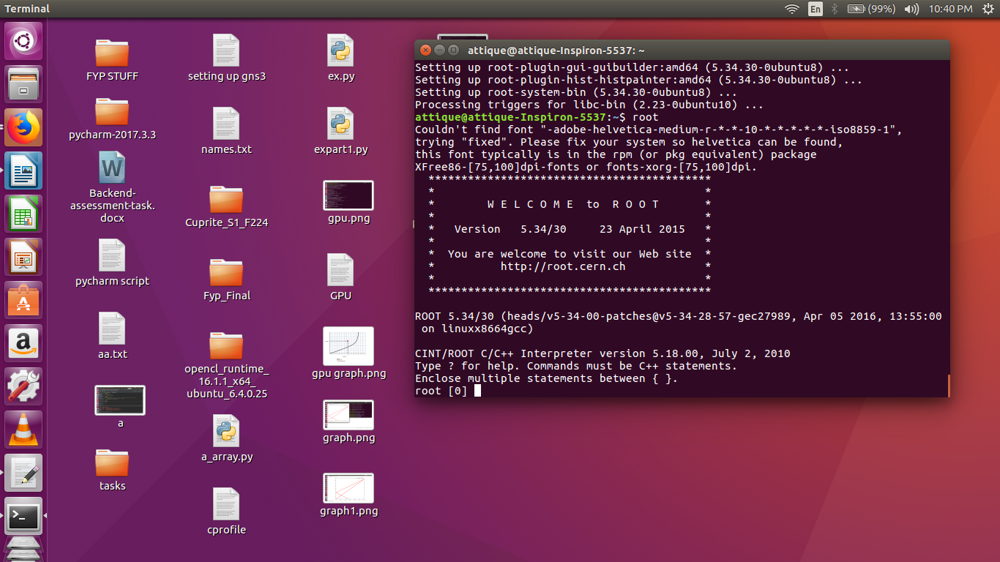 Terminal
En
(99%)
10:40 PM
FYP STUFF
pycharm-2017.3.3
W
Backend-
assessment-task.
docx
pycharm script
aa.txt
a
tasks
setting up gns3
names.txt
Cuprite_S1_F224
Fyp_Final
opencl_runtime_
16.1.1_x64_
ubuntu_6.4.0.25
a_array.py
cprofile
ex.py
expart1.py
gpu.png
GPU
gpu graph.png
graph.png
graph1.png
attique@attique-Inspiron-5537: ~
Setting up root-plugin-gui-guibuilder:amd64 (5.34.30-0ubuntu8) ...
Setting up root-plugin-hist-histpainter:amd64 (5.34.30-0ubuntu8) ...
Setting up root-system-bin (5.34.30-0ubuntu8) ...
Processing triggers for libc-bin (2.23-0ubuntu10) ...
attique@attique-Inspiron-5537:~$ root
Couldn't find font "-adobe-helvetica-medium-r-*-*-10-*-*-*-*-*-iso8859-1",
trying "fixed". Please fix your system so helvetica can be found,
this font typically is in the rpm (or pkg equivalent) package
XFree86-[75,100]dpi-fonts or fonts-xorg-[75,100]dpi.
*******************************************
* *
* W E L C O M E to R O O T *
* *
* Version 5.34/30 23 April 2015 *
* *
* You are welcome to visit our Web site *
* http://root.cern.ch *
* *
*******************************************
ROOT 5.34/30 (heads/v5-34-00-patches@v5-34-28-57-gec27989, Apr 05 2016, 13:55:00
on linuxx8664gcc)
CINT/ROOT C/C++ Interpreter version 5.18.00, July 2, 2010
Type ? for help. Commands must be C++ statements.
Enclose multiple statements between { }.
root [0]